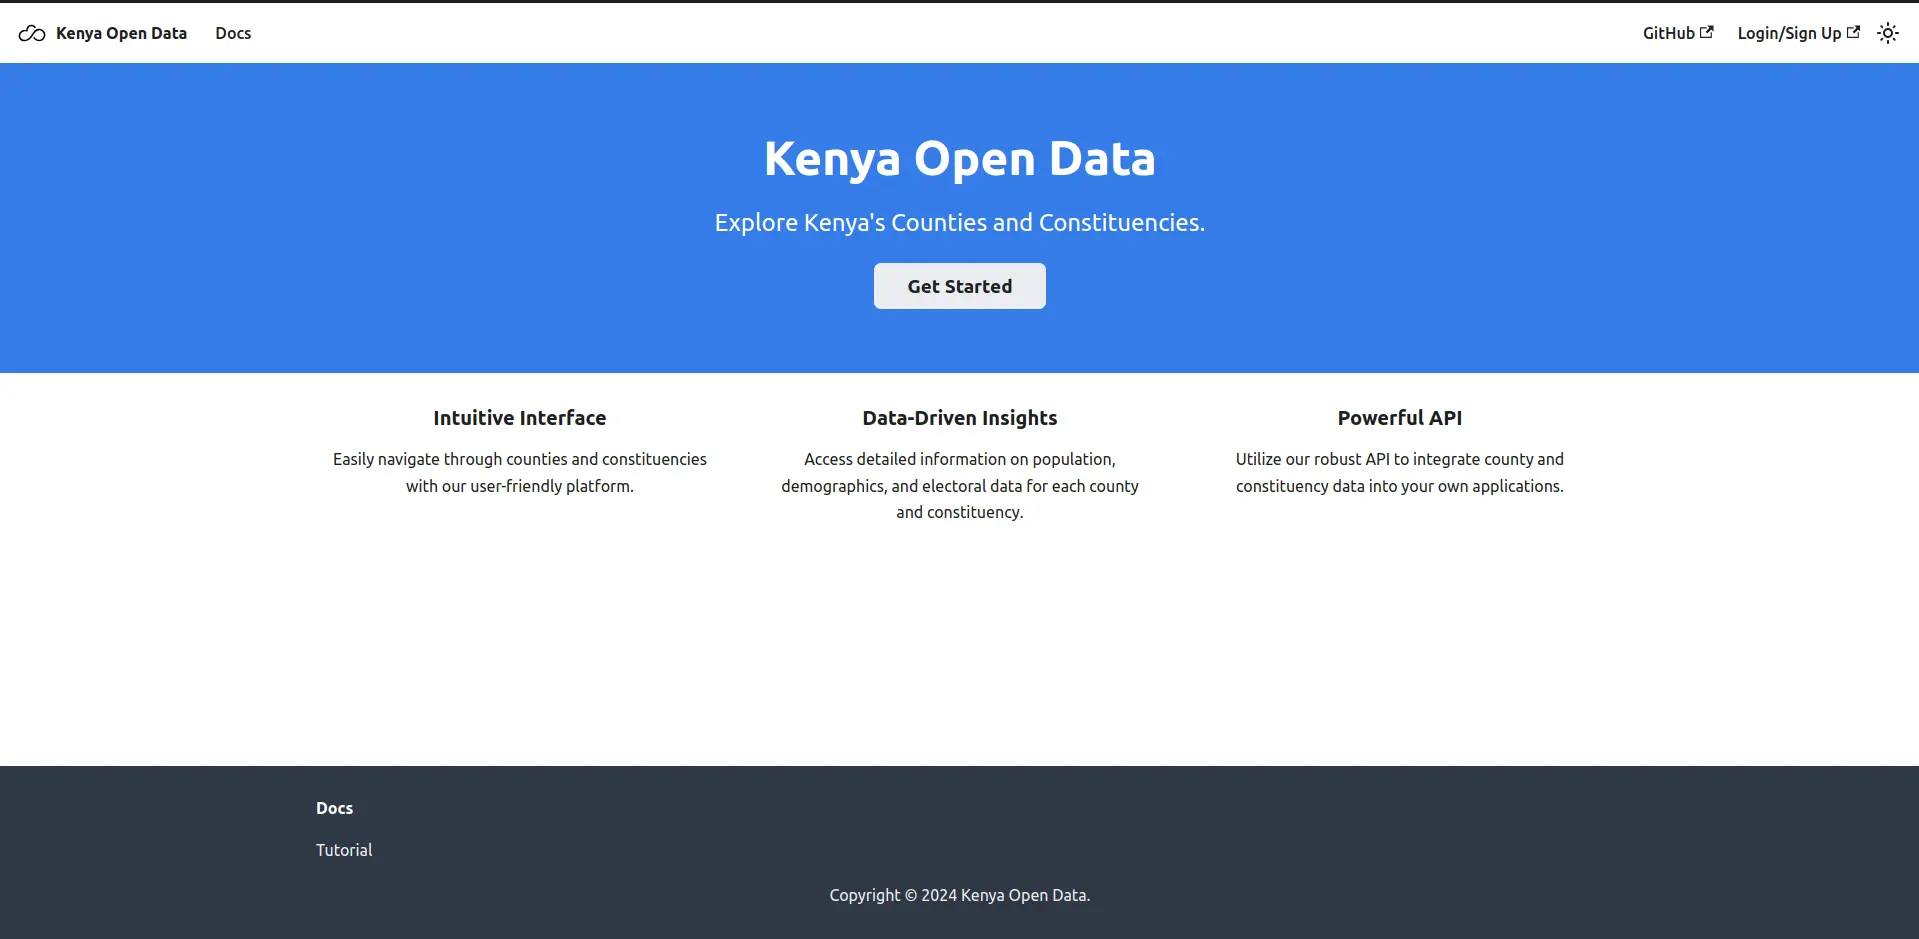 Kenya Open Data Docs GitHub Login/Sign Up
Kenya Open Data
Explore Kenya's Counties and Constituencies.
Get Started
Intuitive Interface
Easily navigate through counties and constituencies
with our user-friendly platform.
Data-Driven Insights
Access detailed information on population,
demographics, and electoral data for each county
and constituency.
Powerful API
Utilize our robust API to integrate county and
constituency data into your own applications.
Docs
Tutorial
Copyright © 2024 Kenya Open Data.